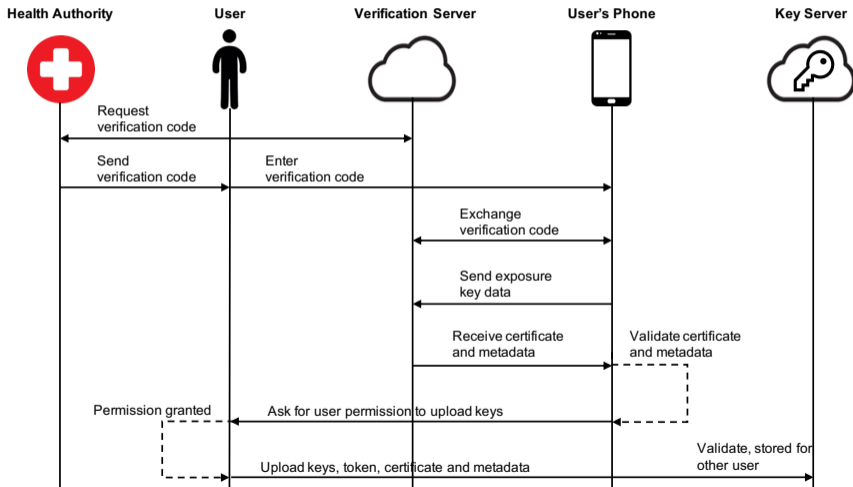 Health Authority
User
Verification Server
User's Phone
Key Server
Request
verification code
Send
verification code
Enter
verification code
Exchange
verification code
Send exposure
key data
Receive certificate
and metadata
Validate certificate
and metadata
Permission granted
Ask for user permission to upload keys
Validate, stored for
other user
Upload keys, token, certificate and metadata